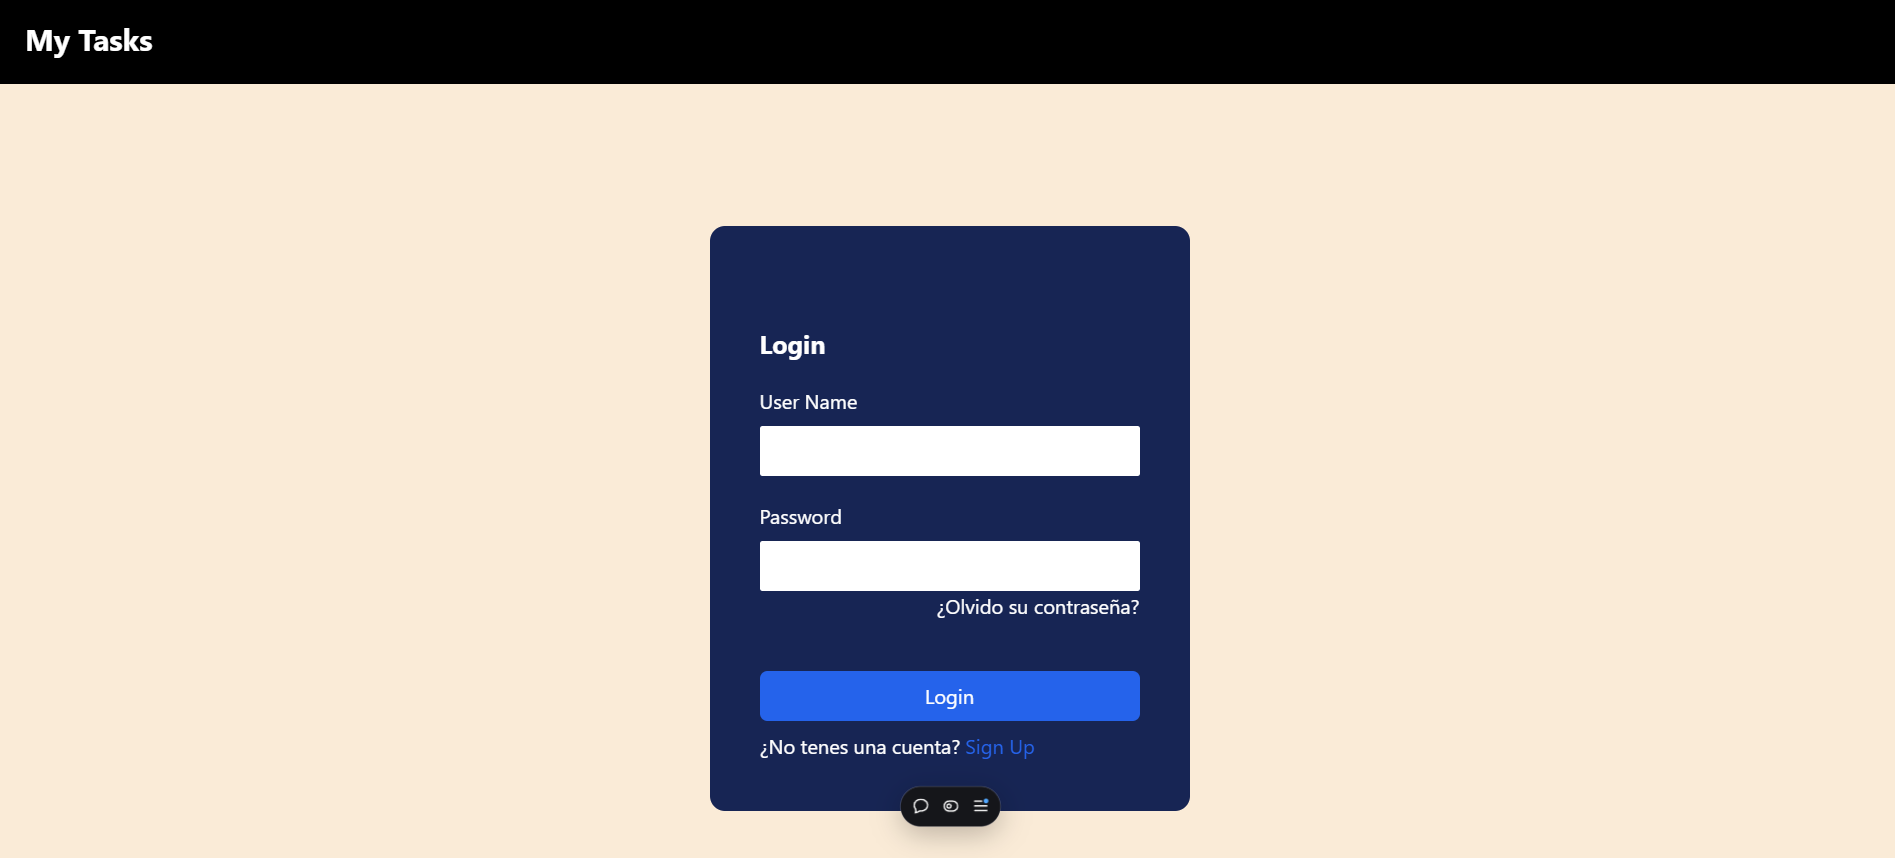 My Tasks
Login
User Name
Password
¿Olvido su contraseña?
Login
¿No tenes una cuenta? Sign Up